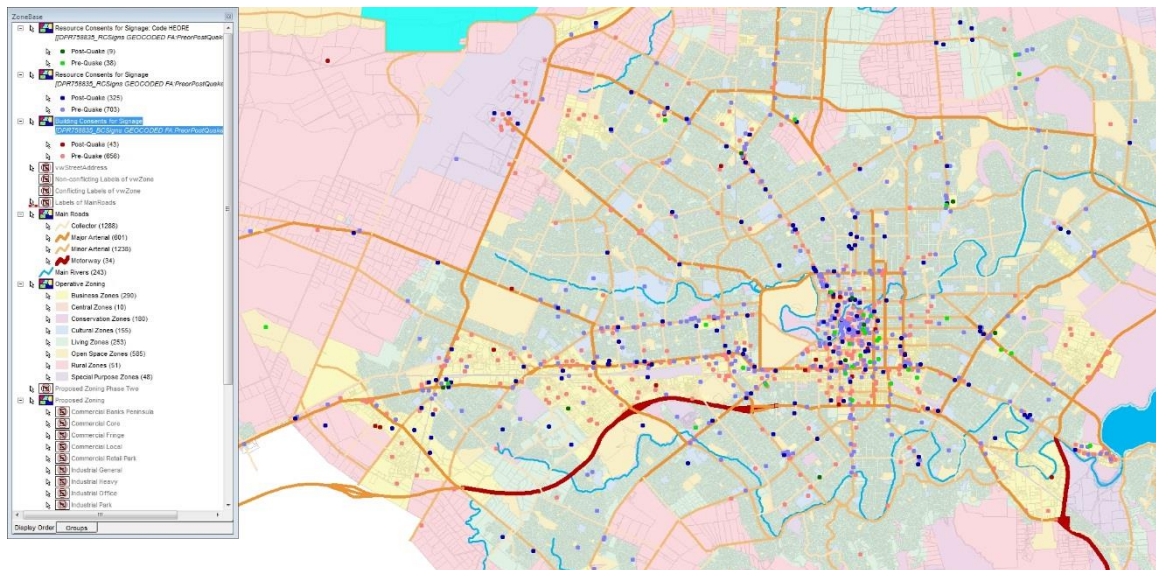 ZoneBase
Resource Consents for Signage: Code HEORE
[[DPR758835_RCSigns GEOCODED FA:PreorPostQuake
Post-Quake (9)
Pre-Quake (38)
Resource Consents for Signage
[[DPR758835_RCSigns GEOCODED FA:PreorPostQuake
Post-Quake (325)
Pre-Quake (703)
Building Consents for Signage
[[DPR758835_BCSigns GEOCODED FA:PreorPostQuake
Post-Quake (43)
Pre-Quake (656)
vwStreetAddress
Non-conflicting Labels of vwZone
Conflicting Labels of vwZone
Labels of MainRoads
Main Roads
Collector (1288)
Major Arterial (601)
Minor Arterial (1238)
Motorway (34)
Main Rivers (243)
Operative Zoning
Business Zones (290)
Central Zones (10)
Conservation Zones (180)
Cultural Zones (155)
Living Zones (253)
Open Space Zones (585)
Rural Zones (51)
Special Purpose Zones (48)
Proposed Zoning Phase Two
Proposed Zoning
Commercial Banks Peninsula
Commercial Core
Commercial Fringe
Commercial Local
Commercial Retail Park
Industrial General
Industrial Heavy
Industrial Office
Industrial Park
Display Order Groups